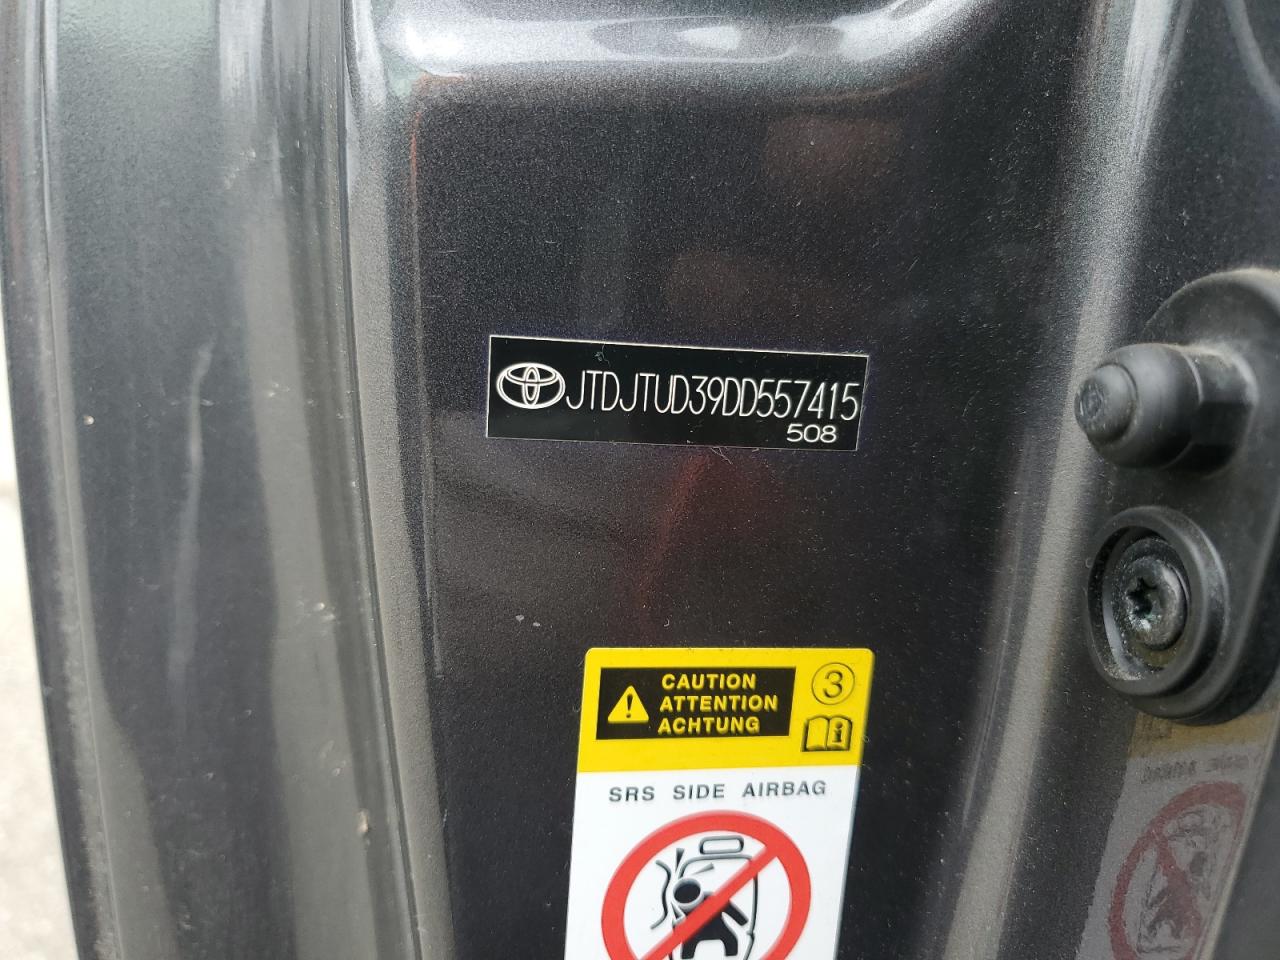 JTDJTUD39DD557415
508
CAUTION
ATTENTION
ACHTUNG
3
i
SRS SIDE AIRBAG